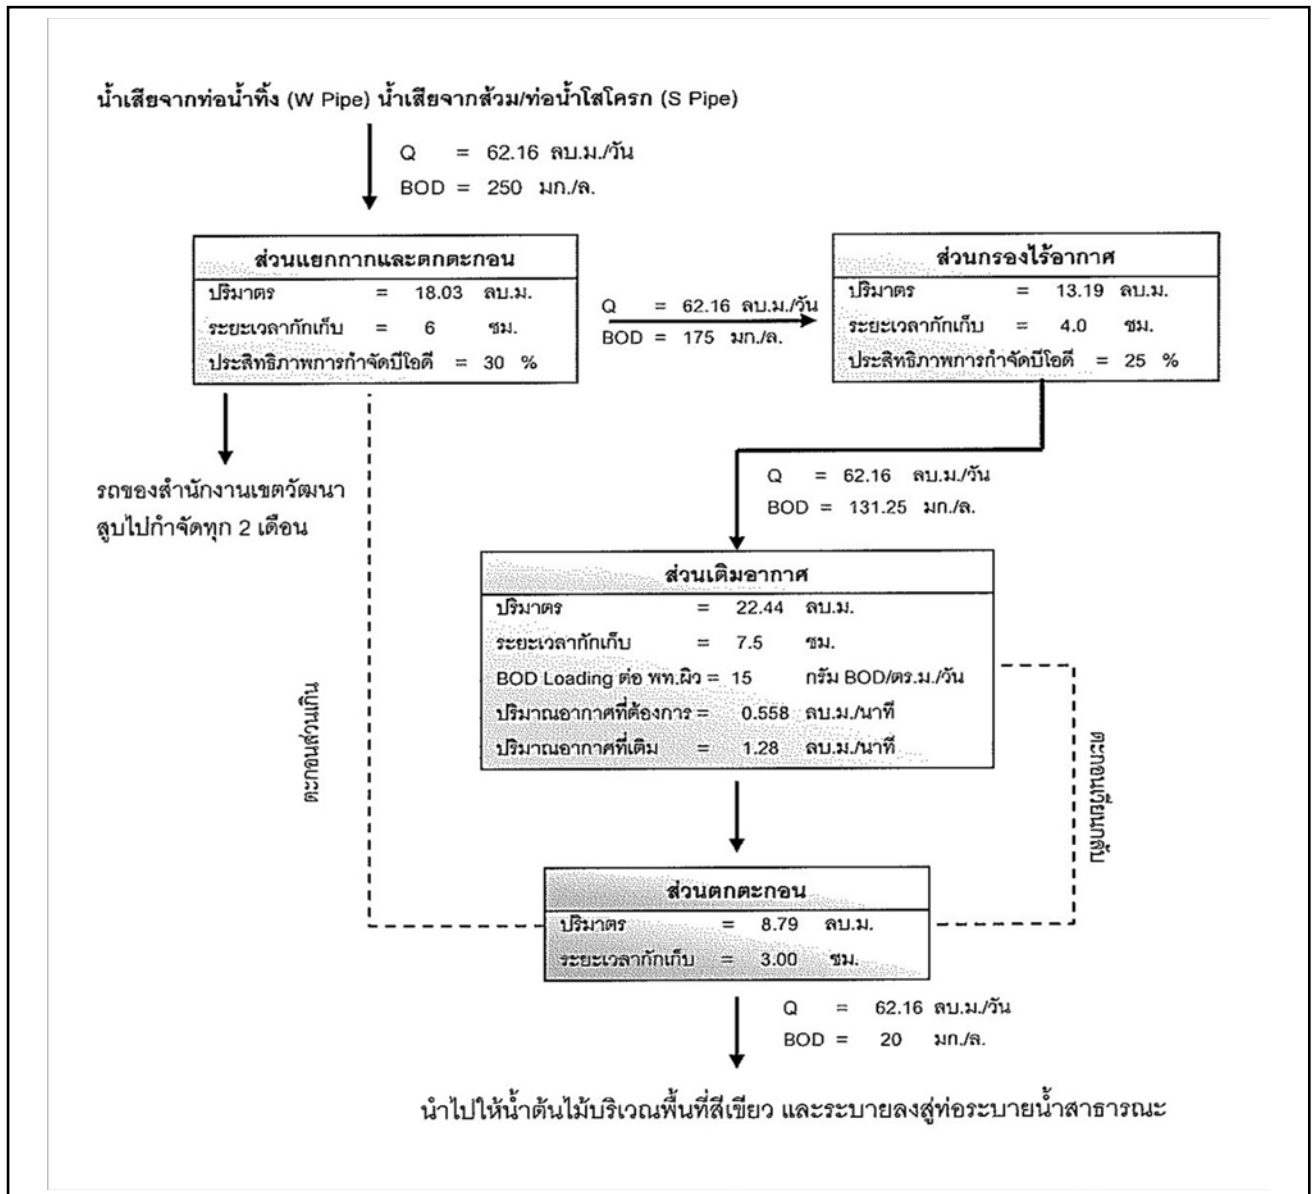 น้ำเสียจากท่อน้ำทิ้ง (W Pipe) น้ำเสียจากส้วม/ท่อน้ำโสโครก (S Pipe)
Q = 62.16 ลบ.ม./วัน
BOD = 250 มก./ล.
ส่วนแยกกากและตกตะกอน
ปริมาตร = 18.03 ลบ.ม.
ระยะเวลากักเก็บ = 6 ชม.
ประสิทธิภาพการกำจัดบีโอดี = 30 %
Q = 62.16 ลบ.ม./วัน
BOD = 175 มก./ล.
ส่วนกรองไร้อากาศ
ปริมาตร = 13.19 ลบ.ม.
ระยะเวลากักเก็บ = 4.0 ชม.
ประสิทธิภาพการกำจัดบีโอดี = 25 %
รถของสำนักงานเขตวัฒนา
สูบไปกำจัดทุก 2 เดือน
Q = 62.16 ลบ.ม./วัน
BOD = 131.25 มก./ล.
ส่วนเติมอากาศ
ปริมาตร = 22.44 ลบ.ม.
ระยะเวลากักเก็บ = 7.5 ชม.
BOD Loading ต่อ พท.ผิว = 15 กรัม BOD/ตร.ม./วัน
ปริมาณอากาศที่ต้องการ = 0.558 ลบ.ม./นาที
ปริมาณอากาศที่เติม = 1.28 ลบ.ม./นาที
ตะกอนส่วนเกิน
ตะกอนเวียนกลับ
ส่วนตกตะกอน
ปริมาตร = 8.79 ลบ.ม.
ระยะเวลากักเก็บ = 3.00 ชม.
Q = 62.16 ลบ.ม./วัน
BOD = 20 มก./ล.
นำไปให้น้ำต้นไม้บริเวณพื้นที่สีเขียว และระบายลงสู่ท่อระบายน้ำสาธารณะ